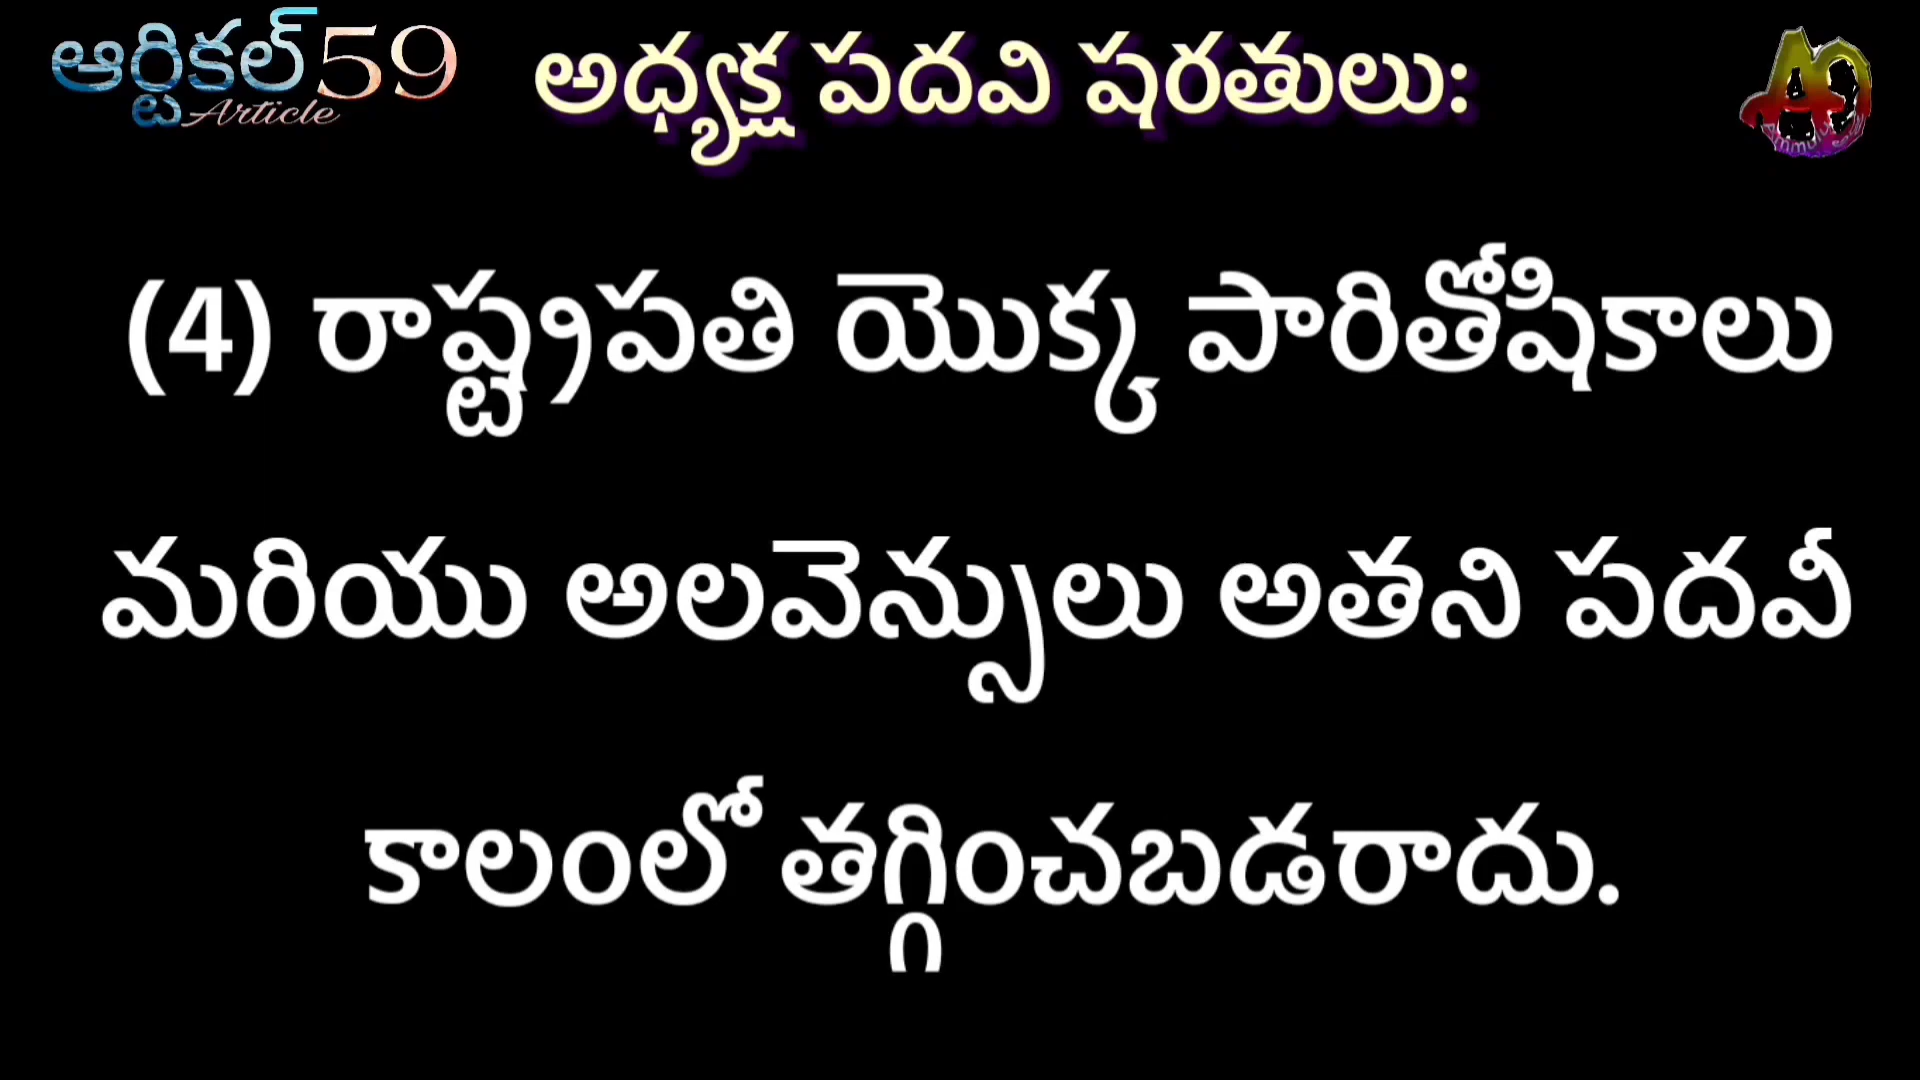 ఆర్టికల్ 59 అధ్యక్ష పదవి షరతులు:
Article
(4) రాష్ట్రపతి యొక్క పారితోషికాలు
మరియు అలవెన్సులు అతని పదవీ
కాలంలో తగ్గించబడరాదు.